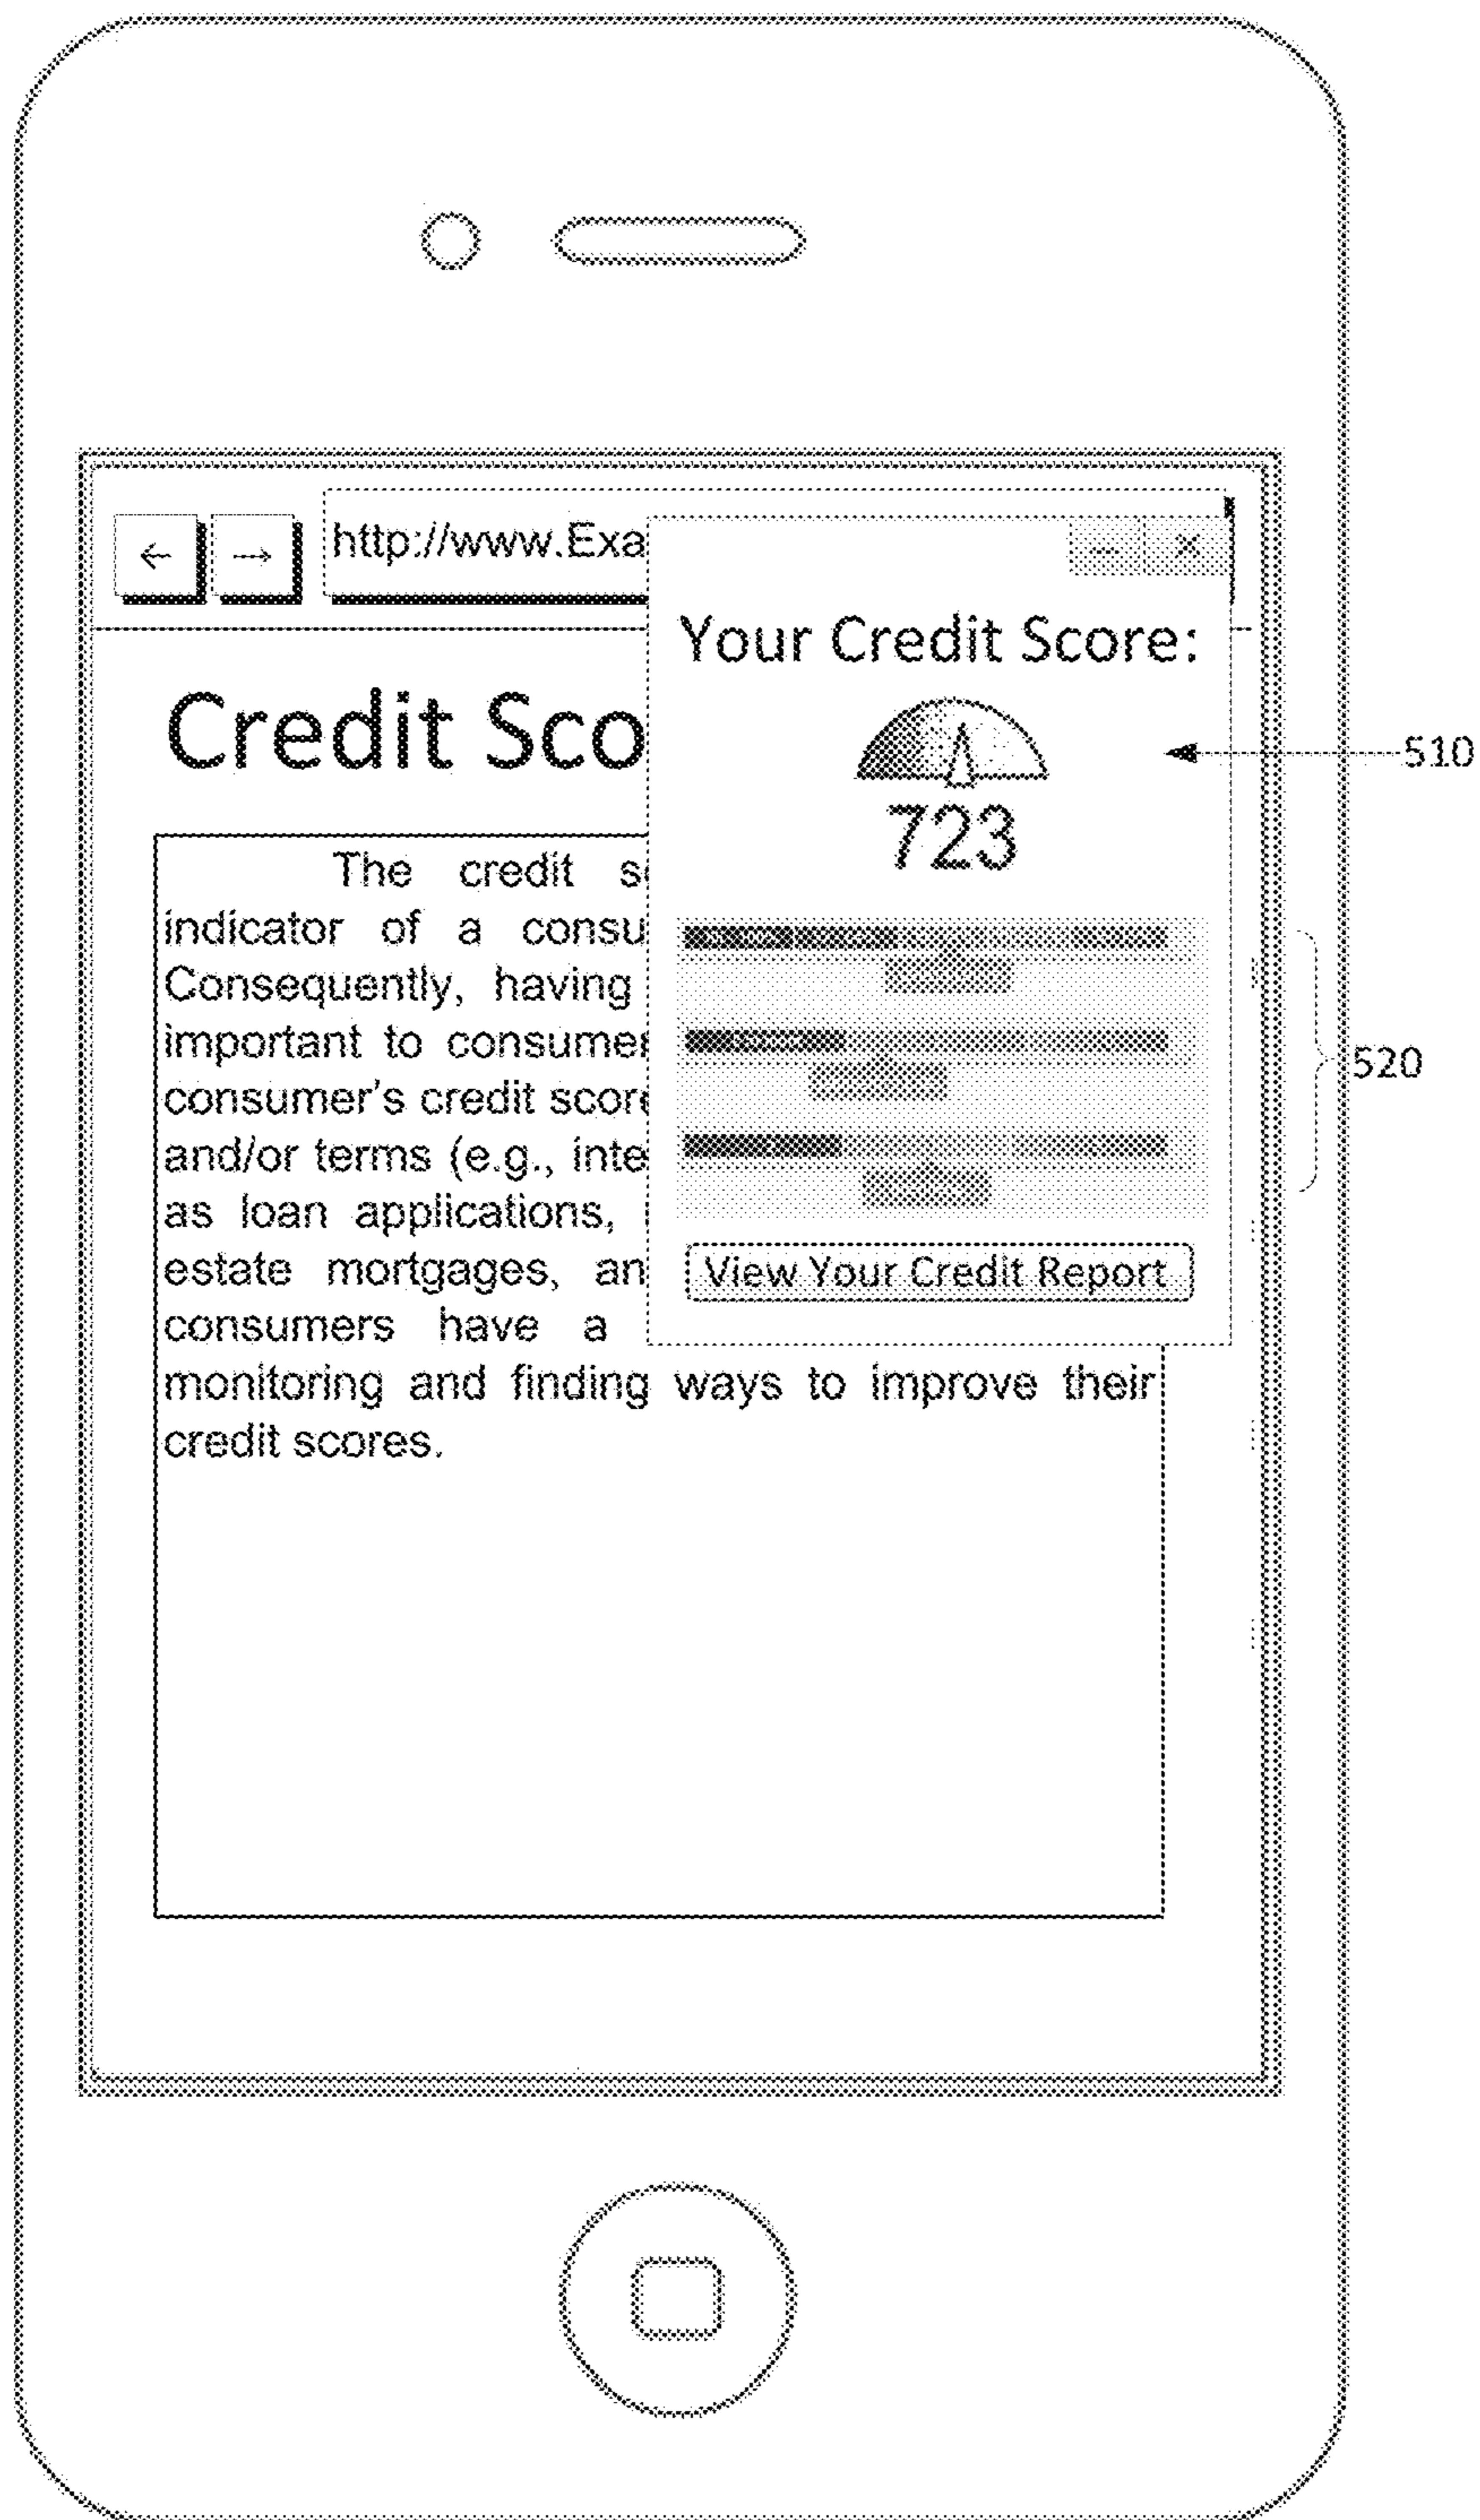 ← → http://www.Exa
– ×
Your Credit Score:
Credit Sco
510
723
The credit
indicator of a consu
Consequently, having
important to consumer
consumer's credit score
and/or terms (e.g., inte
as loan applications,
estate mortgages, an
consumers have a
monitoring and finding ways to improve their
credit scores.
520
View Your Credit Report